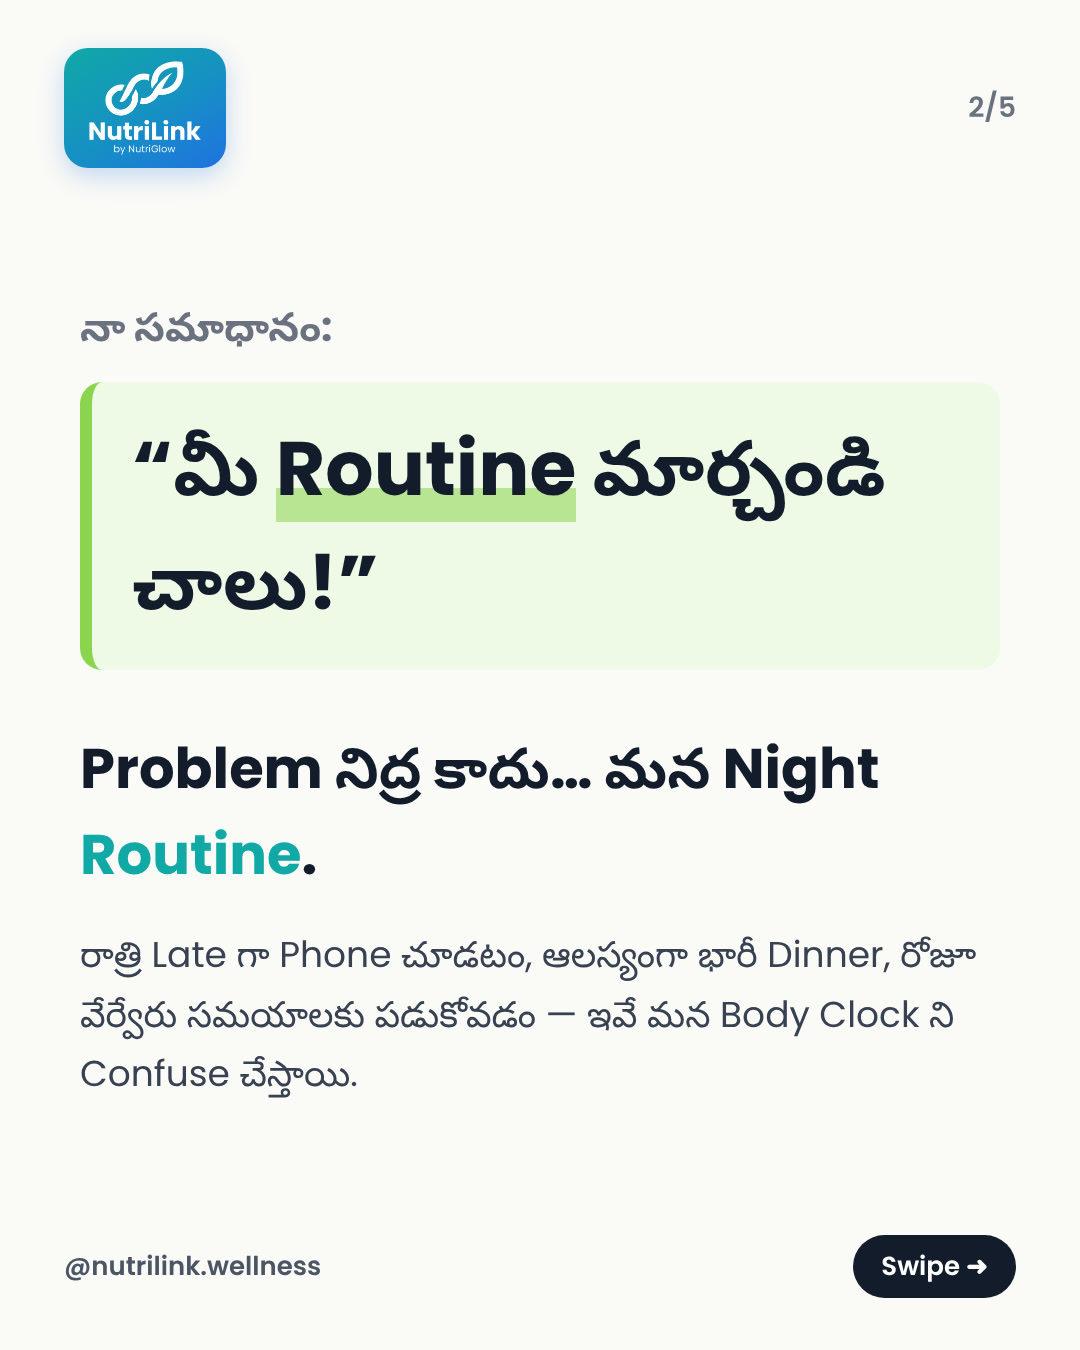 NutriLink
by NutriGlow
2/5
నా సమాధానం:
“మీ Routine మార్చండి
చాలు!”
Problem నిద్ర కాదు... మన Night
Routine.
రాత్రి Late గా Phone చూడటం, ఆలస్యంగా భారీ Dinner, రోజూ
వేర్వేరు సమయాలకు పడుకోవడం — ఇవే మన Body Clock ని
Confuse చేస్తాయి.
@nutrilink.wellness
Swipe ➜